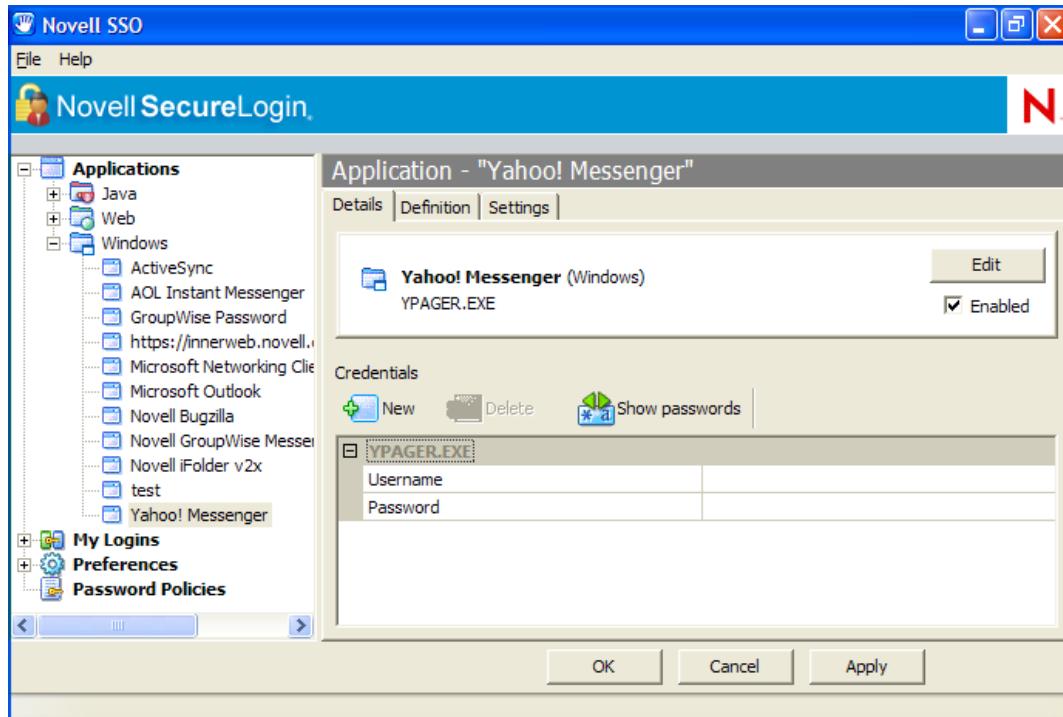 Novell SSO
File Help
Novell SecureLogin
N
Applications
Java
Web
Windows
ActiveSync
AOL Instant Messenger
GroupWise Password
https://innerweb.novell.
Microsoft Networking Clie
Microsoft Outlook
Novell Bugzilla
Novell GroupWise Messe
Novell iFolder v2x
test
Yahoo! Messenger
My Logins
Preferences
Password Policies
Application - "Yahoo! Messenger"
Details Definition Settings
Yahoo! Messenger (Windows)
YPAGER.EXE
Edit
Enabled
Credentials
New Delete Show passwords
YPAGER.EXE
Username
Password
OK Cancel Apply